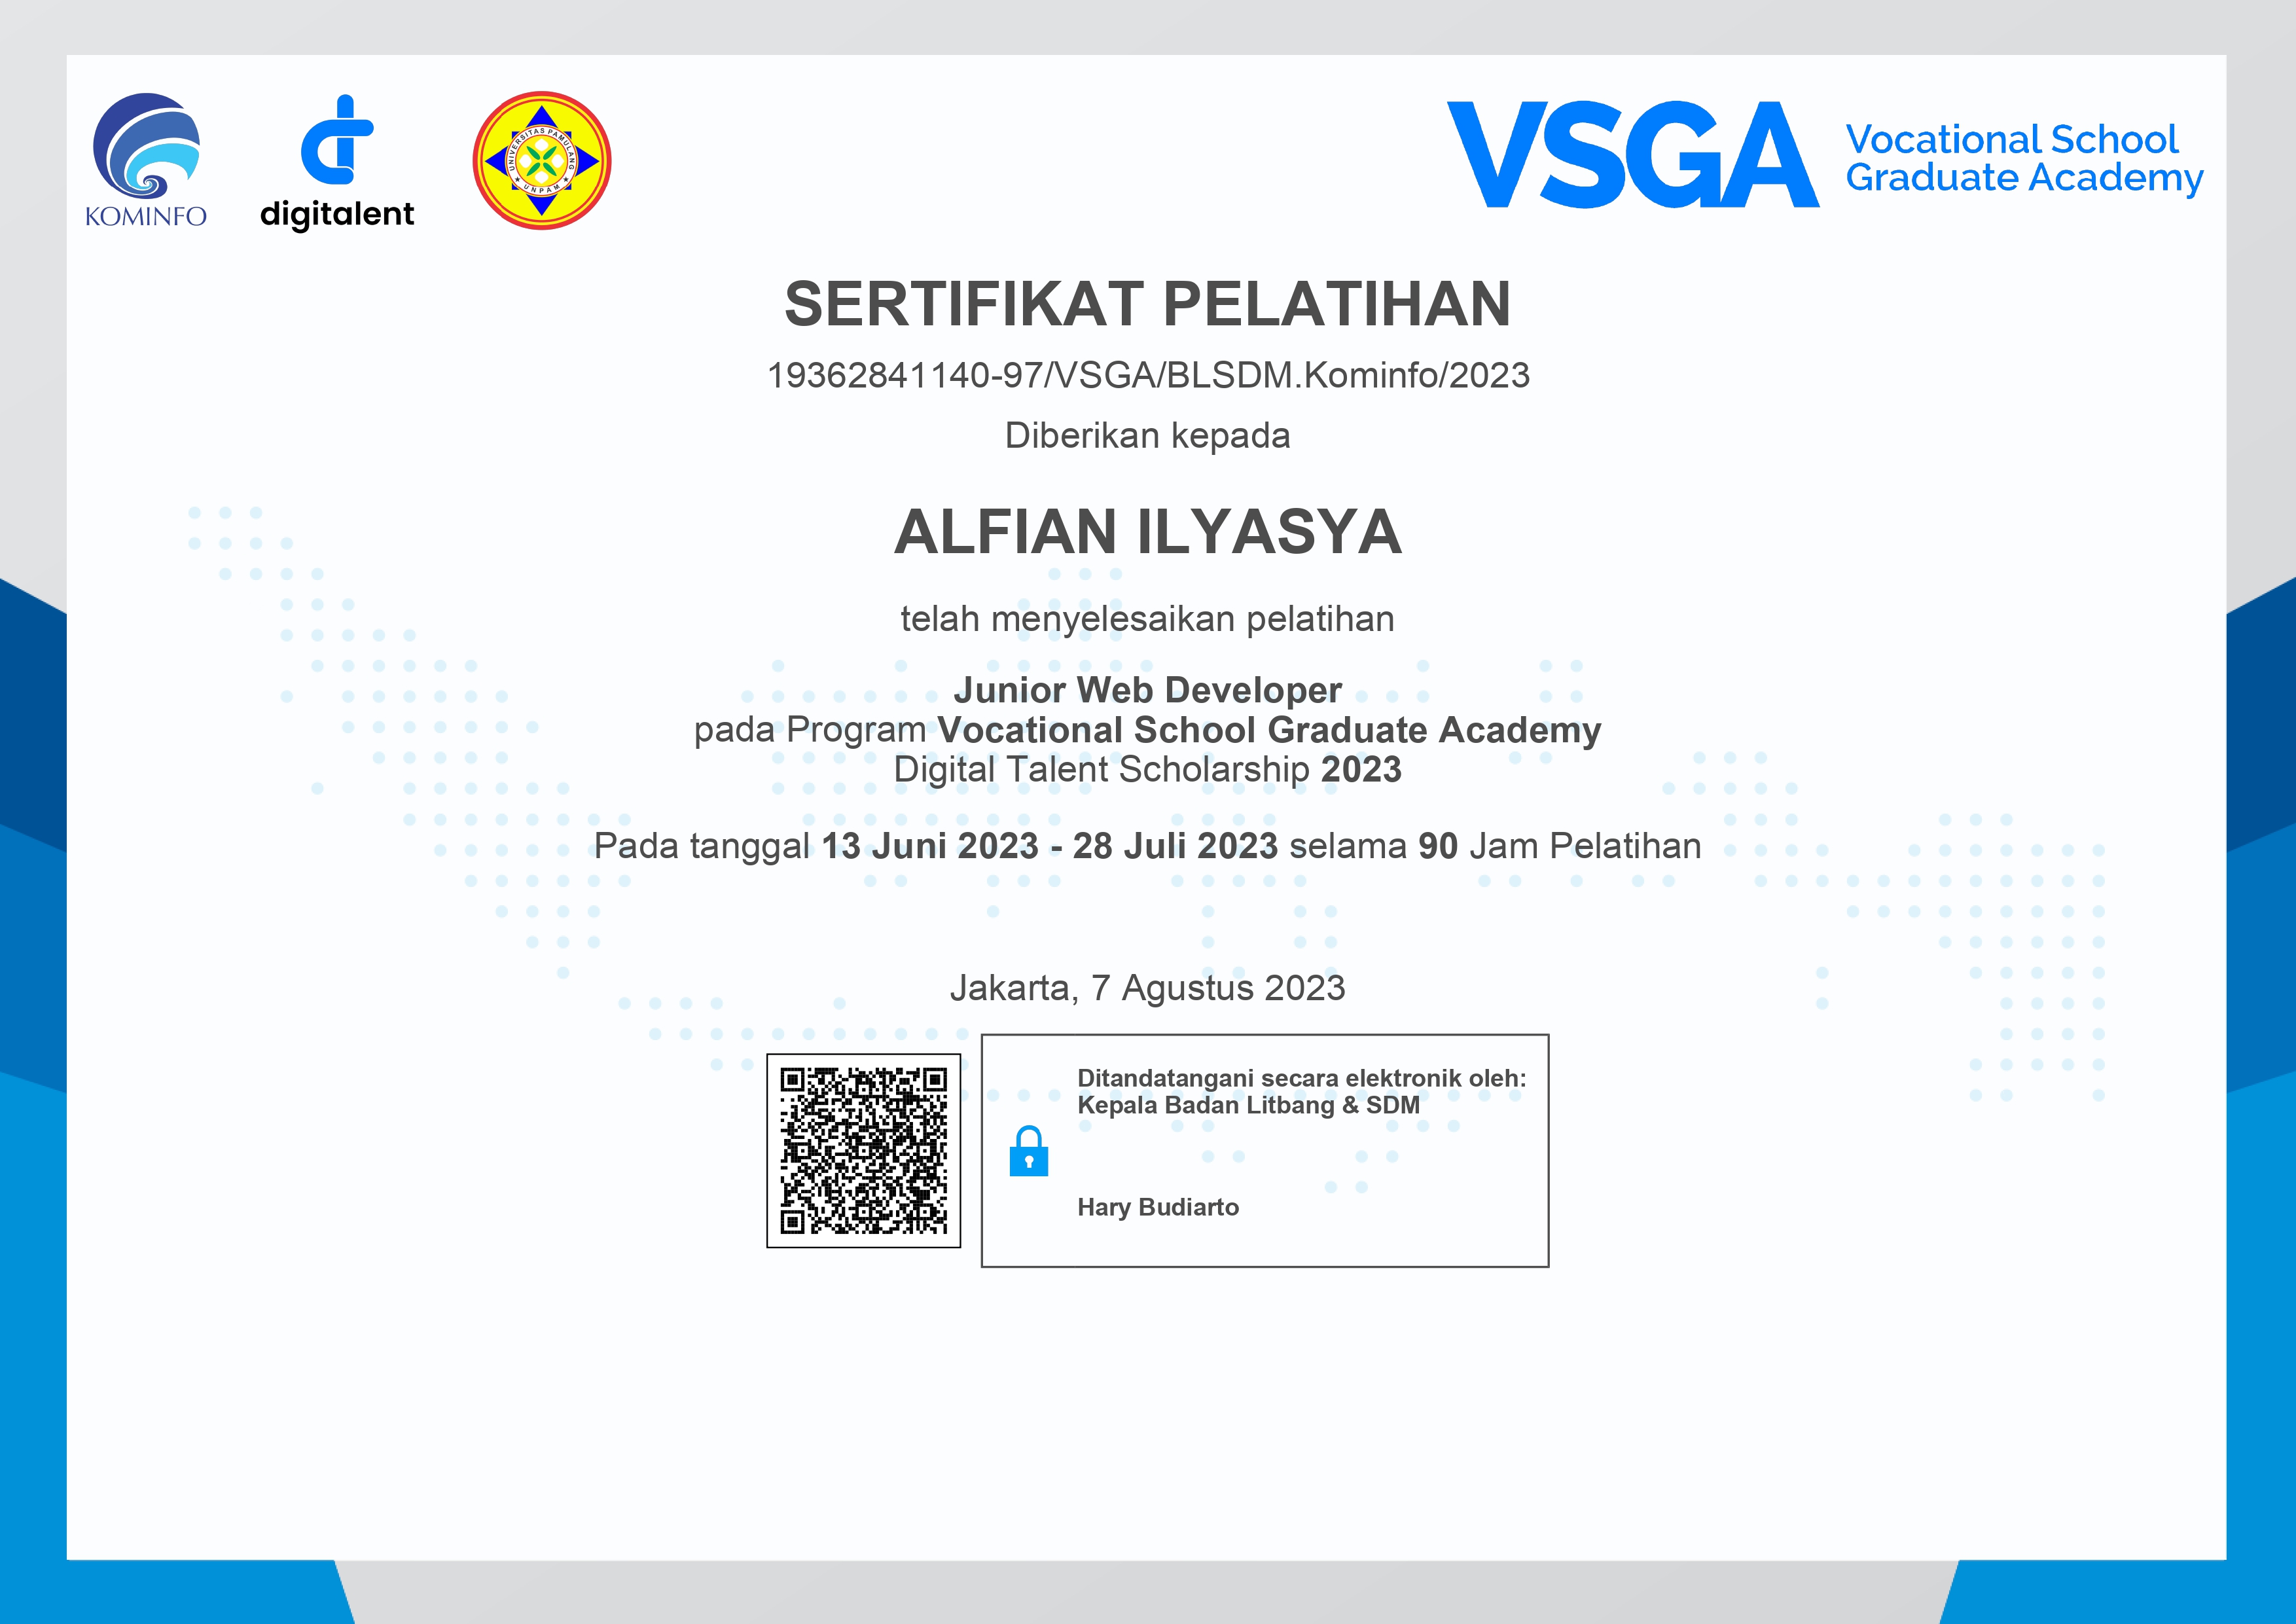 KOMINFO
digitalent
UNIVERSITAS PAMULANG
★ UNPAM ★
VSGA
Vocational School
Graduate Academy
SERTIFIKAT PELATIHAN
19362841140-97/VSGA/BLSDM.Kominfo/2023
Diberikan kepada
ALFIAN ILYASYA
telah menyelesaikan pelatihan
Junior Web Developer
pada Program Vocational School Graduate Academy
Digital Talent Scholarship 2023
Pada tanggal 13 Juni 2023 - 28 Juli 2023 selama 90 Jam Pelatihan
Jakarta, 7 Agustus 2023
Ditandatangani secara elektronik oleh:
Kepala Badan Litbang & SDM
Hary Budiarto